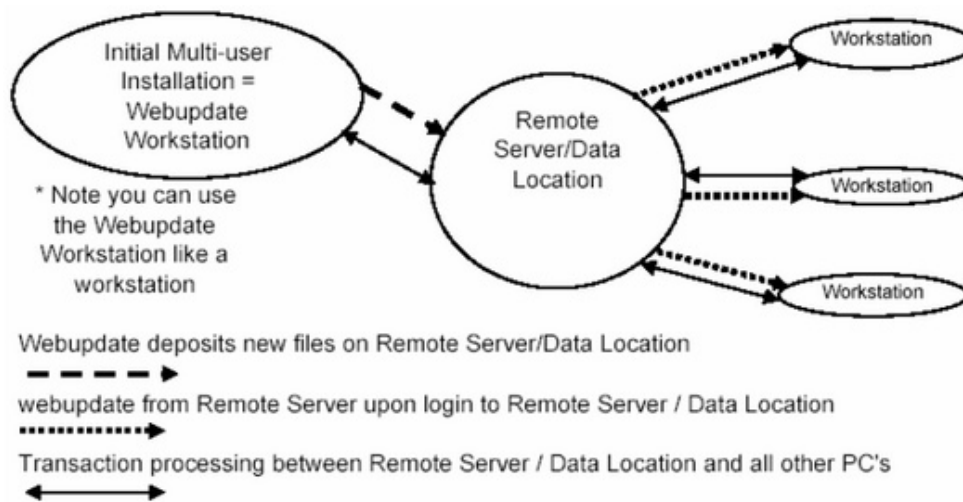 Initial Multi-user
Installation =
Webupdate
Workstation
* Note you can use
the Webupdate
Workstation like a
workstation
Remote
Server/Data
Location
Workstation
Workstation
Workstation
Webupdate deposits new files on Remote Server/Data Location
webupdate from Remote Server upon login to Remote Server / Data Location
Transaction processing between Remote Server / Data Location and all other PC's